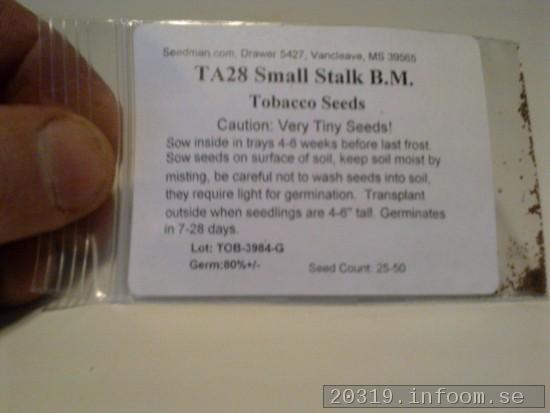 Seedman.com, Drawer 5427, Vancleave, MS 39565
TA28 Small Stalk B.M.
Tobacco Seeds
Caution: Very Tiny Seeds!
Sow inside in trays 4-6 weeks before last frost.
Sow seeds on surface of soil, keep soil moist by
misting, be careful not to wash seeds into soil,
they require light for germination. Transplant
outside when seedlings are 4-6" tall. Germinates
in 7-28 days.
Lot: TOB-3984-G
Germ:80%+/-
Seed Count: 25-50
20319.infoom.se